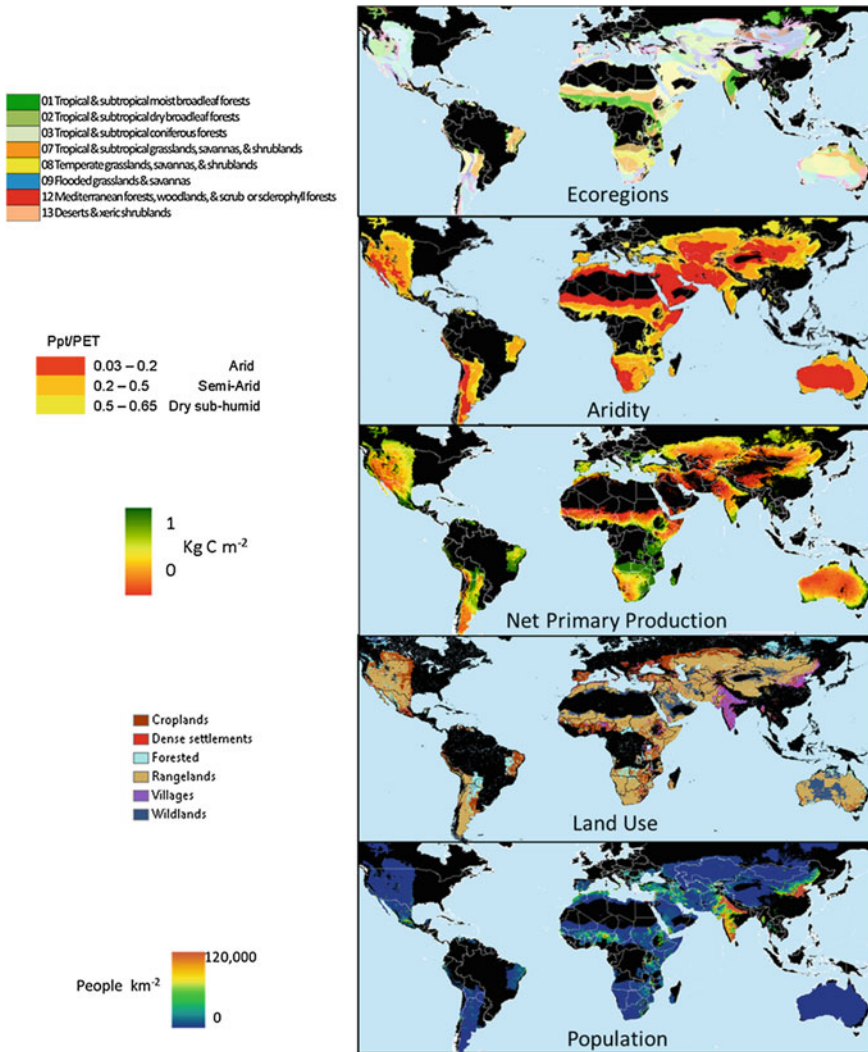 Ecoregions
01 Tropical & subtropical moist broadleaf forests
02 Tropical & subtropical dry broadleaf forests
03 Tropical & subtropical coniferous forests
07 Tropical & subtropical grasslands, savannas, & shrublands
08 Temperate grasslands, savannas, & shrublands
09 Flooded grasslands & savannas
12 Mediterranean forests, woodlands, & scrub or sclerophyll forests
13 Deserts & xeric shrublands
Aridity
Ppt/PET
0.03 – 0.2 Arid
0.2 – 0.5 Semi-Arid
0.5 – 0.65 Dry sub-humid
Net Primary Production
1
Kg C m-2
0
Land Use
Croplands
Dense settlements
Forested
Rangelands
Villages
Wildlands
Population
120,000
People km-2
0